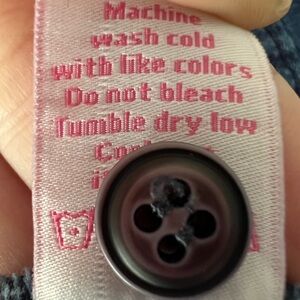 Machine
wash cold
with like colors
Do not bleach
Tumble dry low